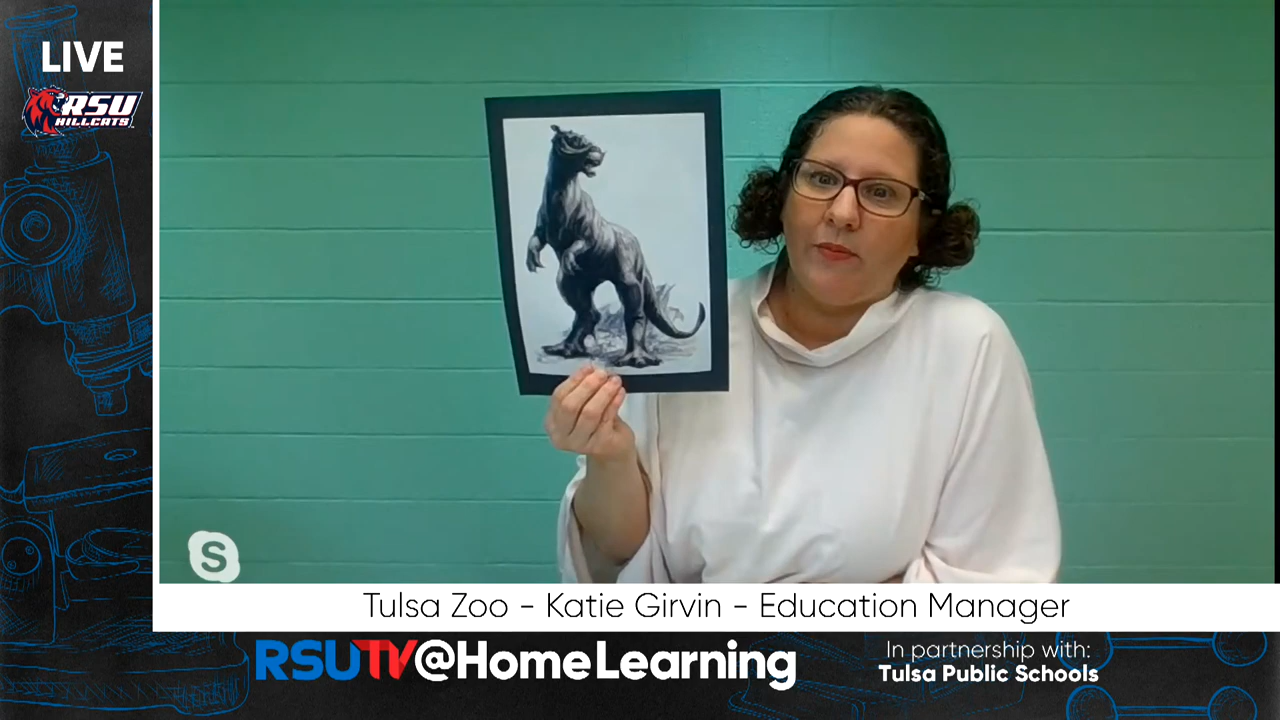 LIVE
RSU
HILLCATS
S
Tulsa Zoo - Katie Girvin - Education Manager
RSUTV@HomeLearning
In partnership with:
Tulsa Public Schools